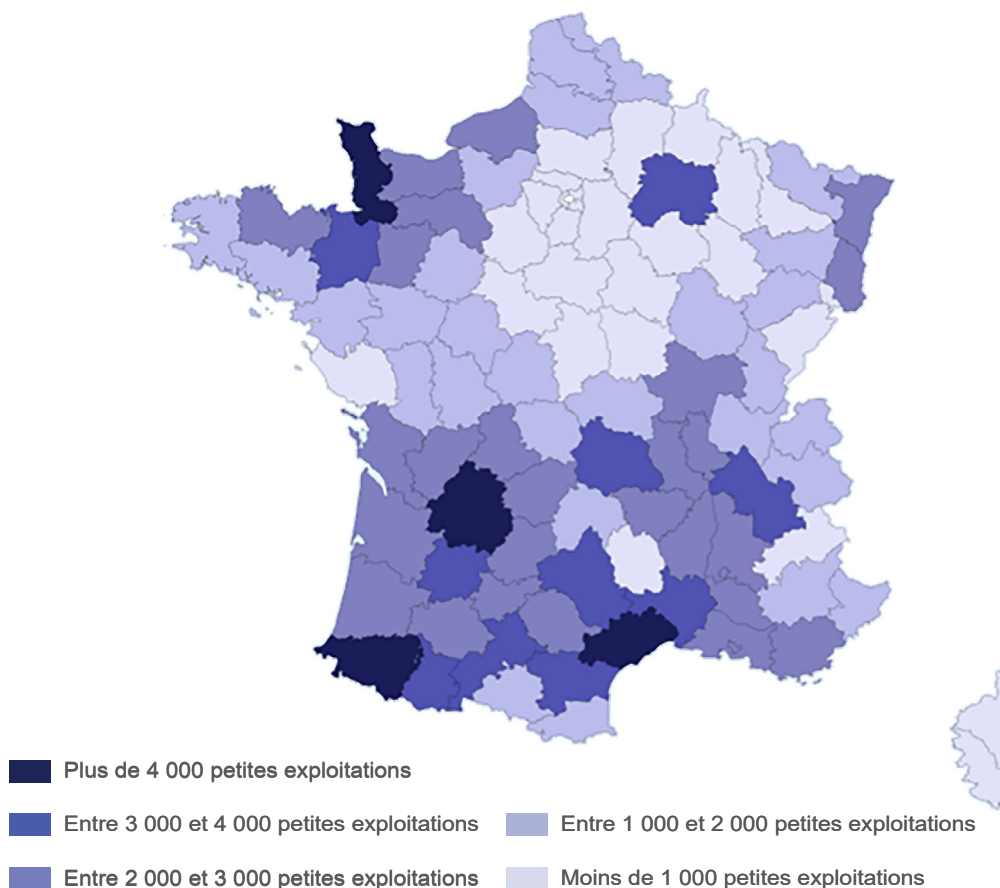 Plus de 4 000 petites exploitations
Entre 3 000 et 4 000 petites exploitations
Entre 1 000 et 2 000 petites exploitations
Entre 2 000 et 3 000 petites exploitations
Moins de 1 000 petites exploitations